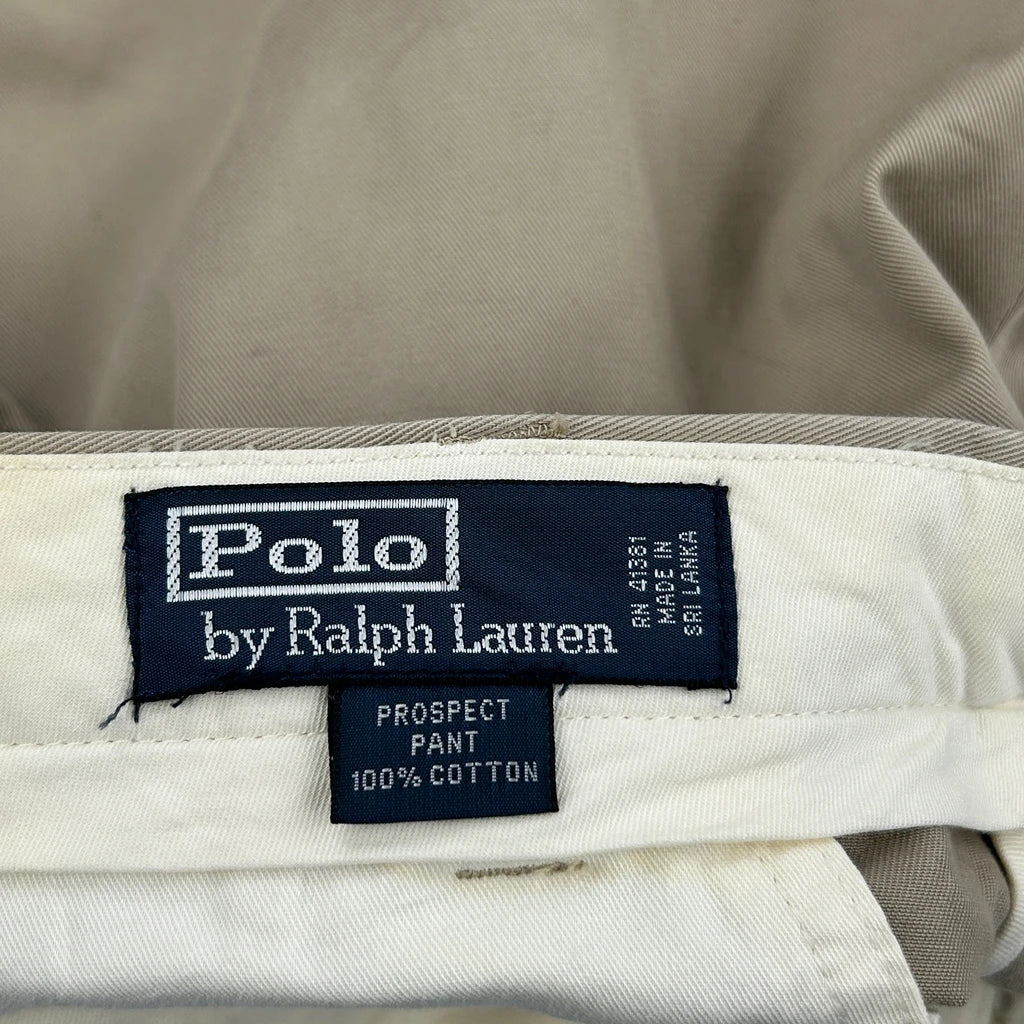 Polo
by Ralph Lauren
RN 41381
MADE IN
SRI LANKA
PROSPECT
PANT
100% COTTON